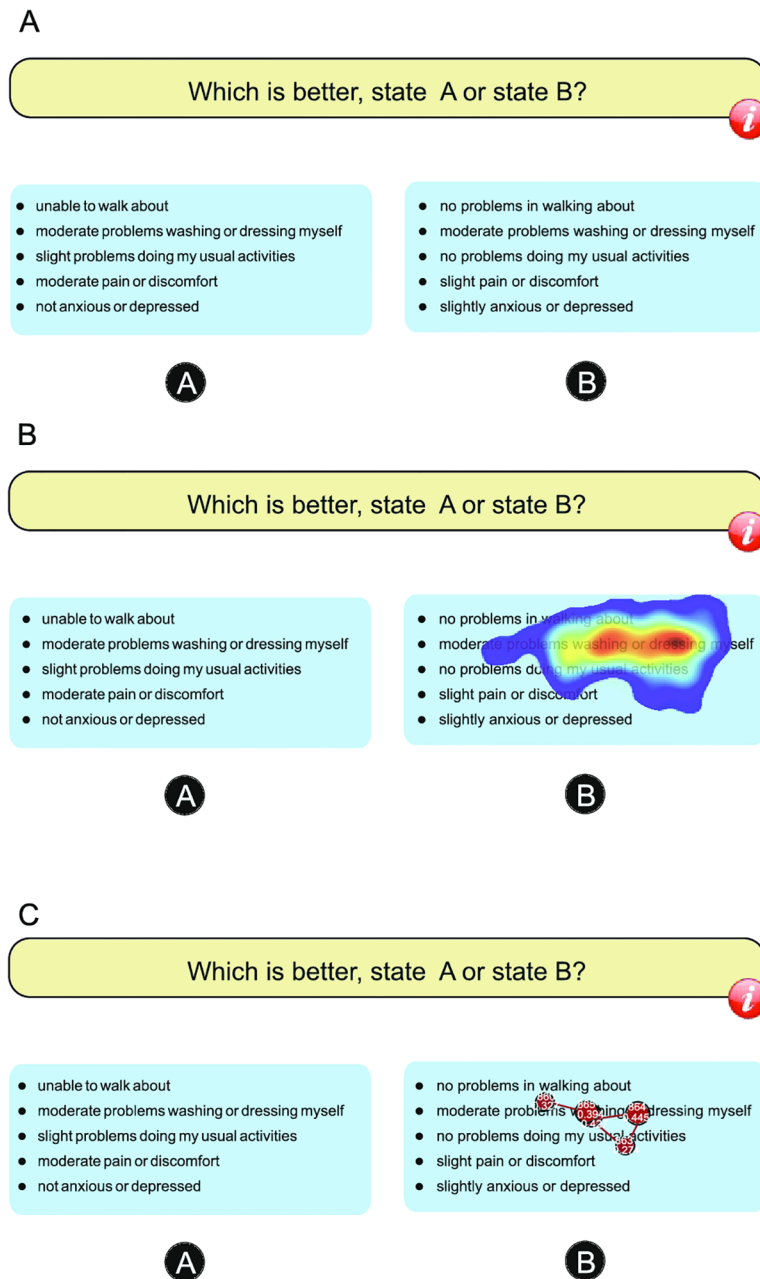 A
Which is better, state A or state B?
i
unable to walk about
moderate problems washing or dressing myself
slight problems doing my usual activities
moderate pain or discomfort
not anxious or depressed
A
no problems in walking about
moderate problems washing or dressing myself
no problems doing my usual activities
slight pain or discomfort
slightly anxious or depressed
B
B
Which is better, state A or state B?
i
unable to walk about
moderate problems washing or dressing myself
slight problems doing my usual activities
moderate pain or discomfort
not anxious or depressed
A
no problems in walking about
moderate problems washing or dressing myself
no problems doing my usual activities
slight pain or discomfort
slightly anxious or depressed
B
C
Which is better, state A or state B?
i
unable to walk about
moderate problems washing or dressing myself
slight problems doing my usual activities
moderate pain or discomfort
not anxious or depressed
A
no problems in walking about
moderate problems washing or dressing myself
no problems doing my usual activities
slight pain or discomfort
slightly anxious or depressed
B